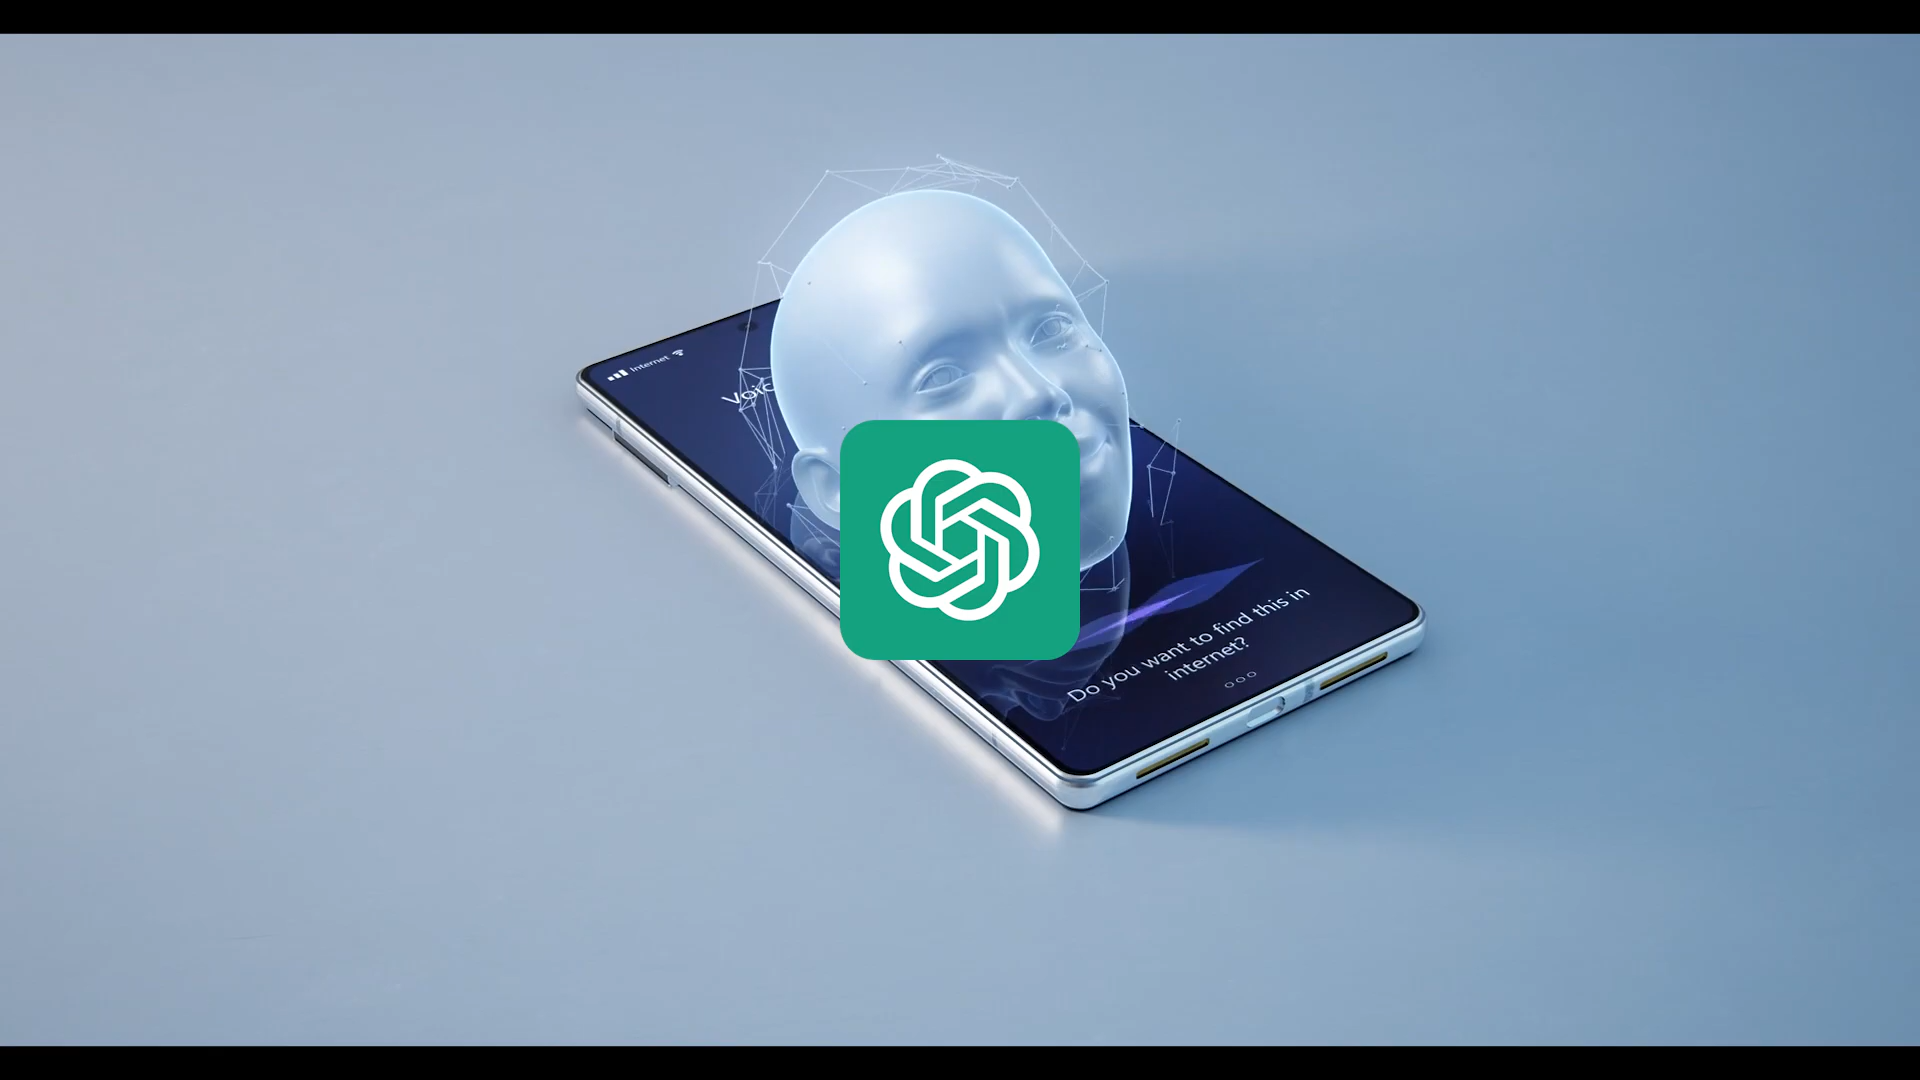 Internet
Do you want to find this in
internet?